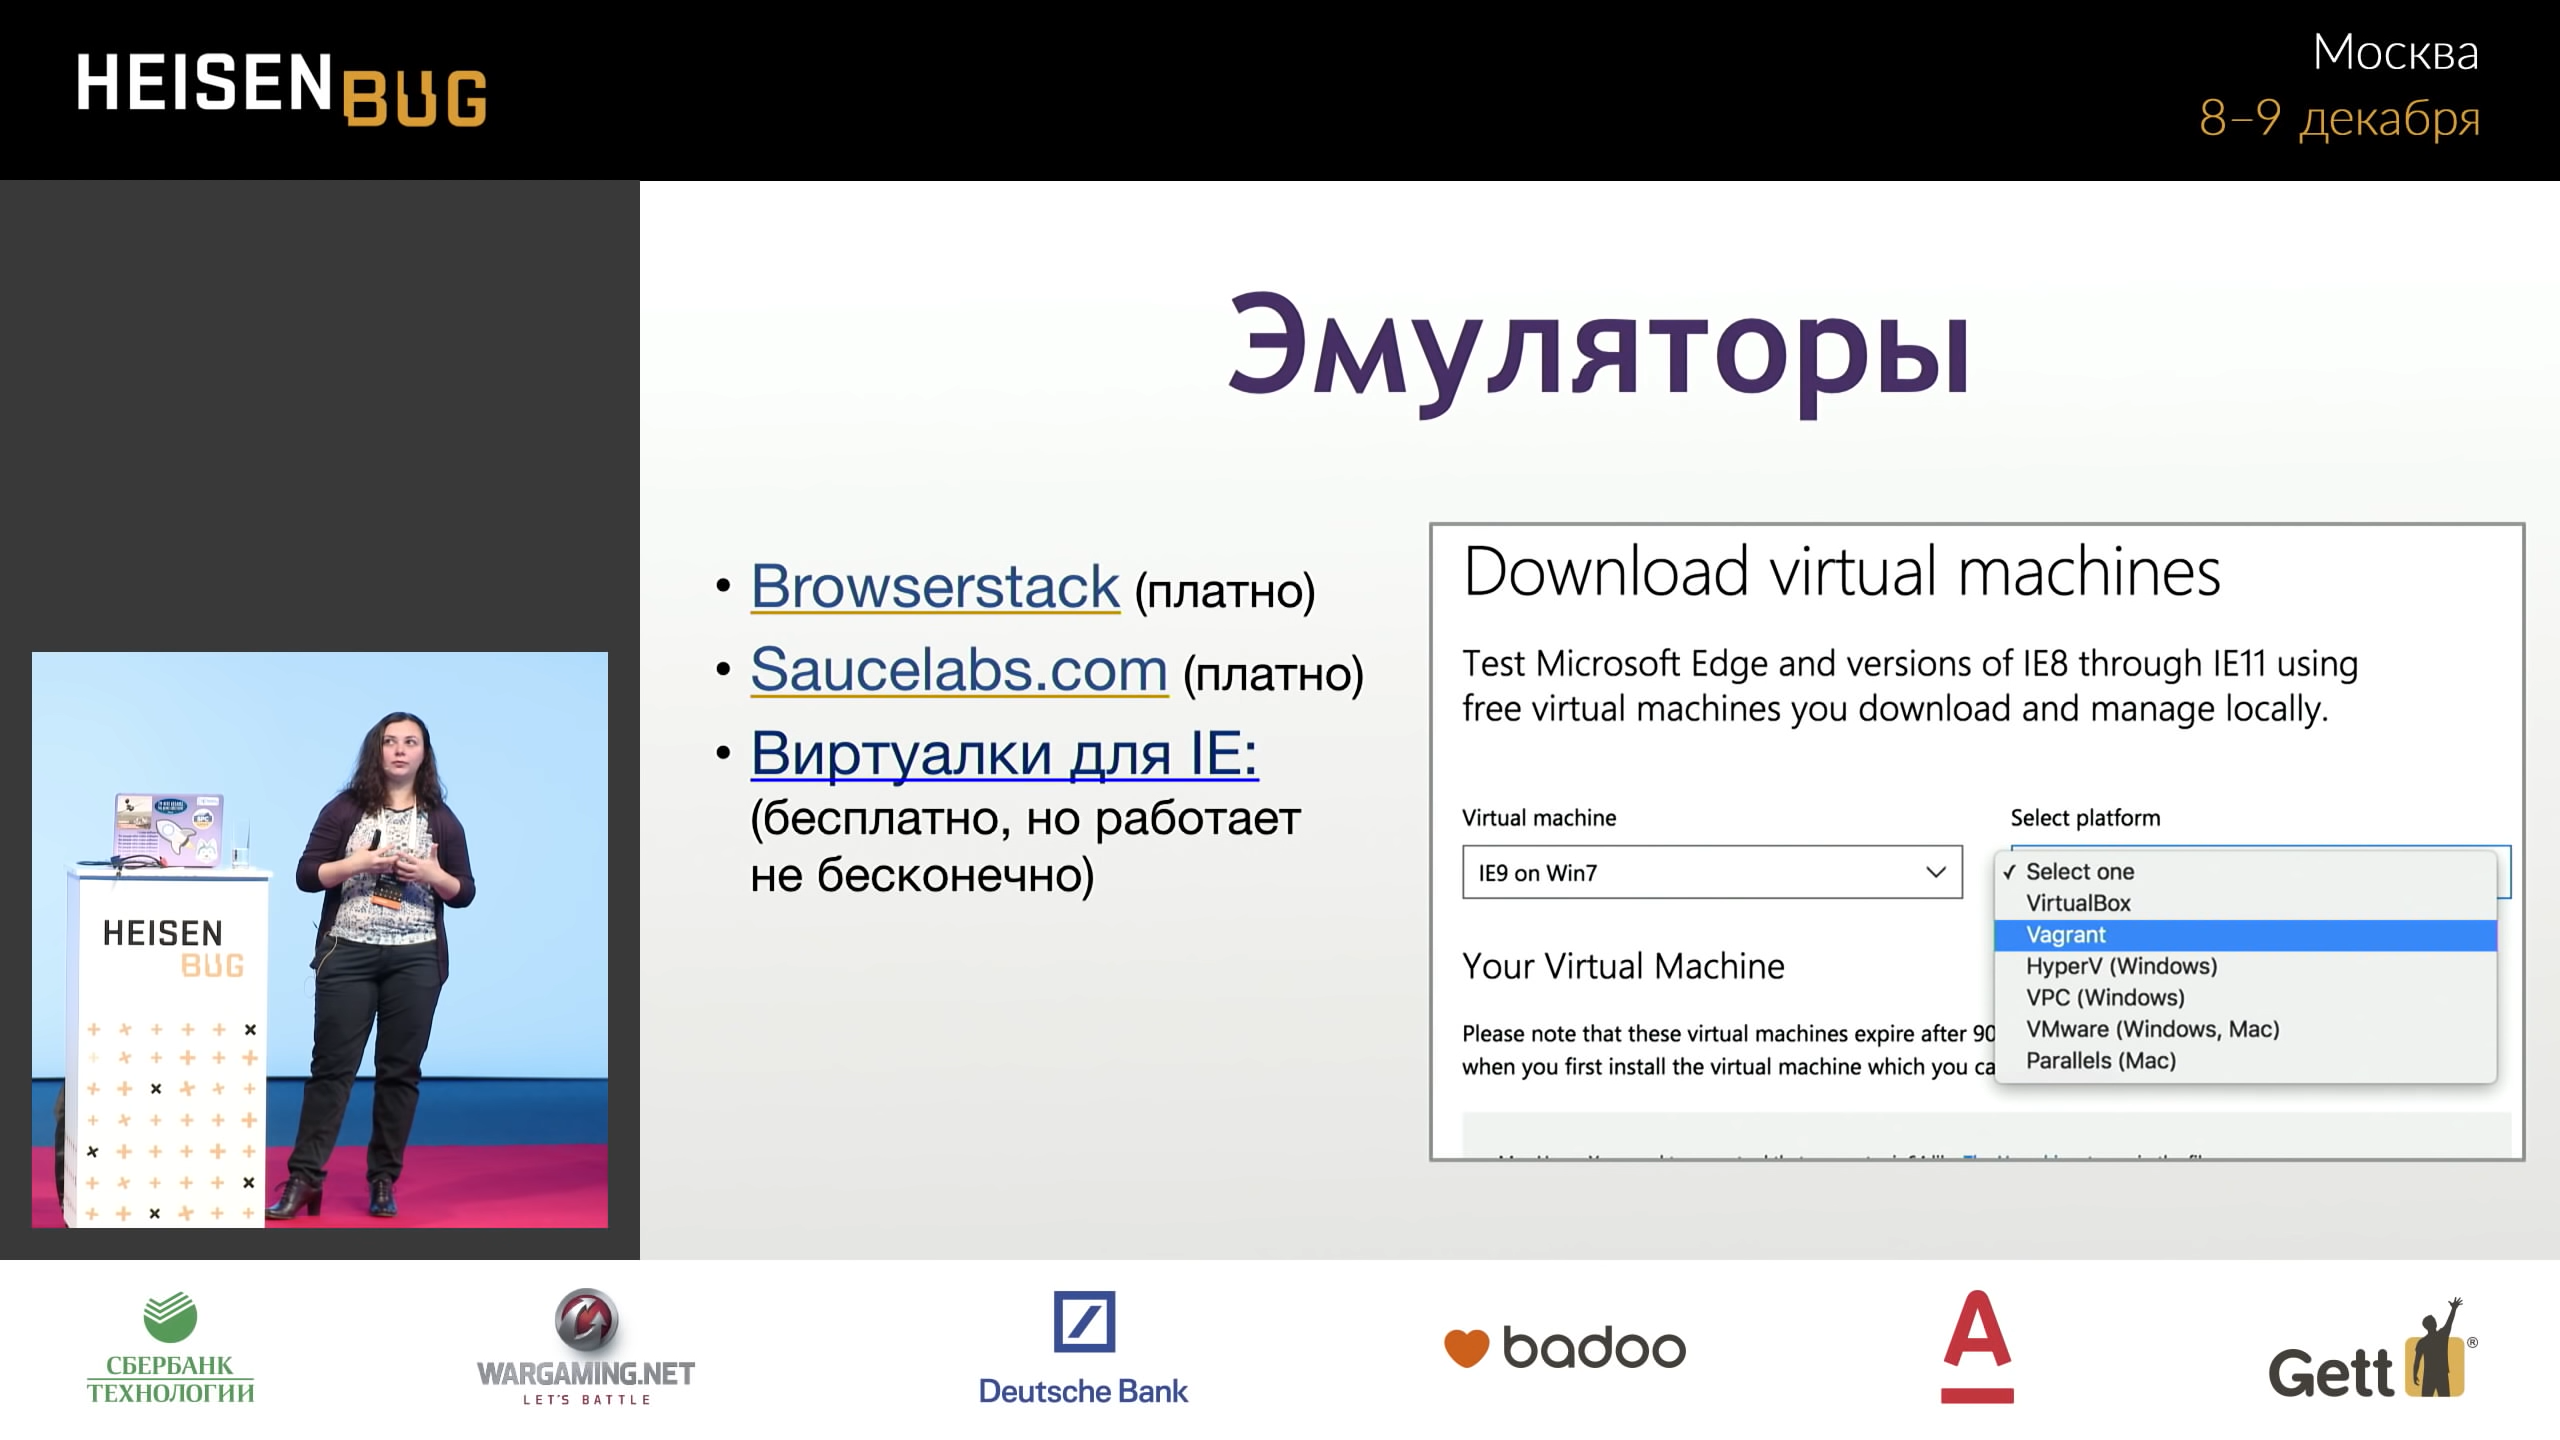 HEISEN
BUG
Москва
8–9 декабря
Эмуляторы
• Browserstack (платно)
• Saucelabs.com (платно)
• Виртуалки для IE:
(бесплатно, но работает
не бесконечно)
Download virtual machines
Test Microsoft Edge and versions of IE8 through IE11 using
free virtual machines you download and manage locally.
Virtual machine
IE9 on Win7
Select platform
✓ Select one
VirtualBox
Vagrant
HyperV (Windows)
VPC (Windows)
VMware (Windows, Mac)
Parallels (Mac)
Your Virtual Machine
Please note that these virtual machines expire after 90
when you first install the virtual machine which you ca
HEISEN
BUG
СБЕРБАНК
ТЕХНОЛОГИИ
WARGAMING.NET
LET'S BATTLE
Deutsche Bank
badoo
А
Gett®